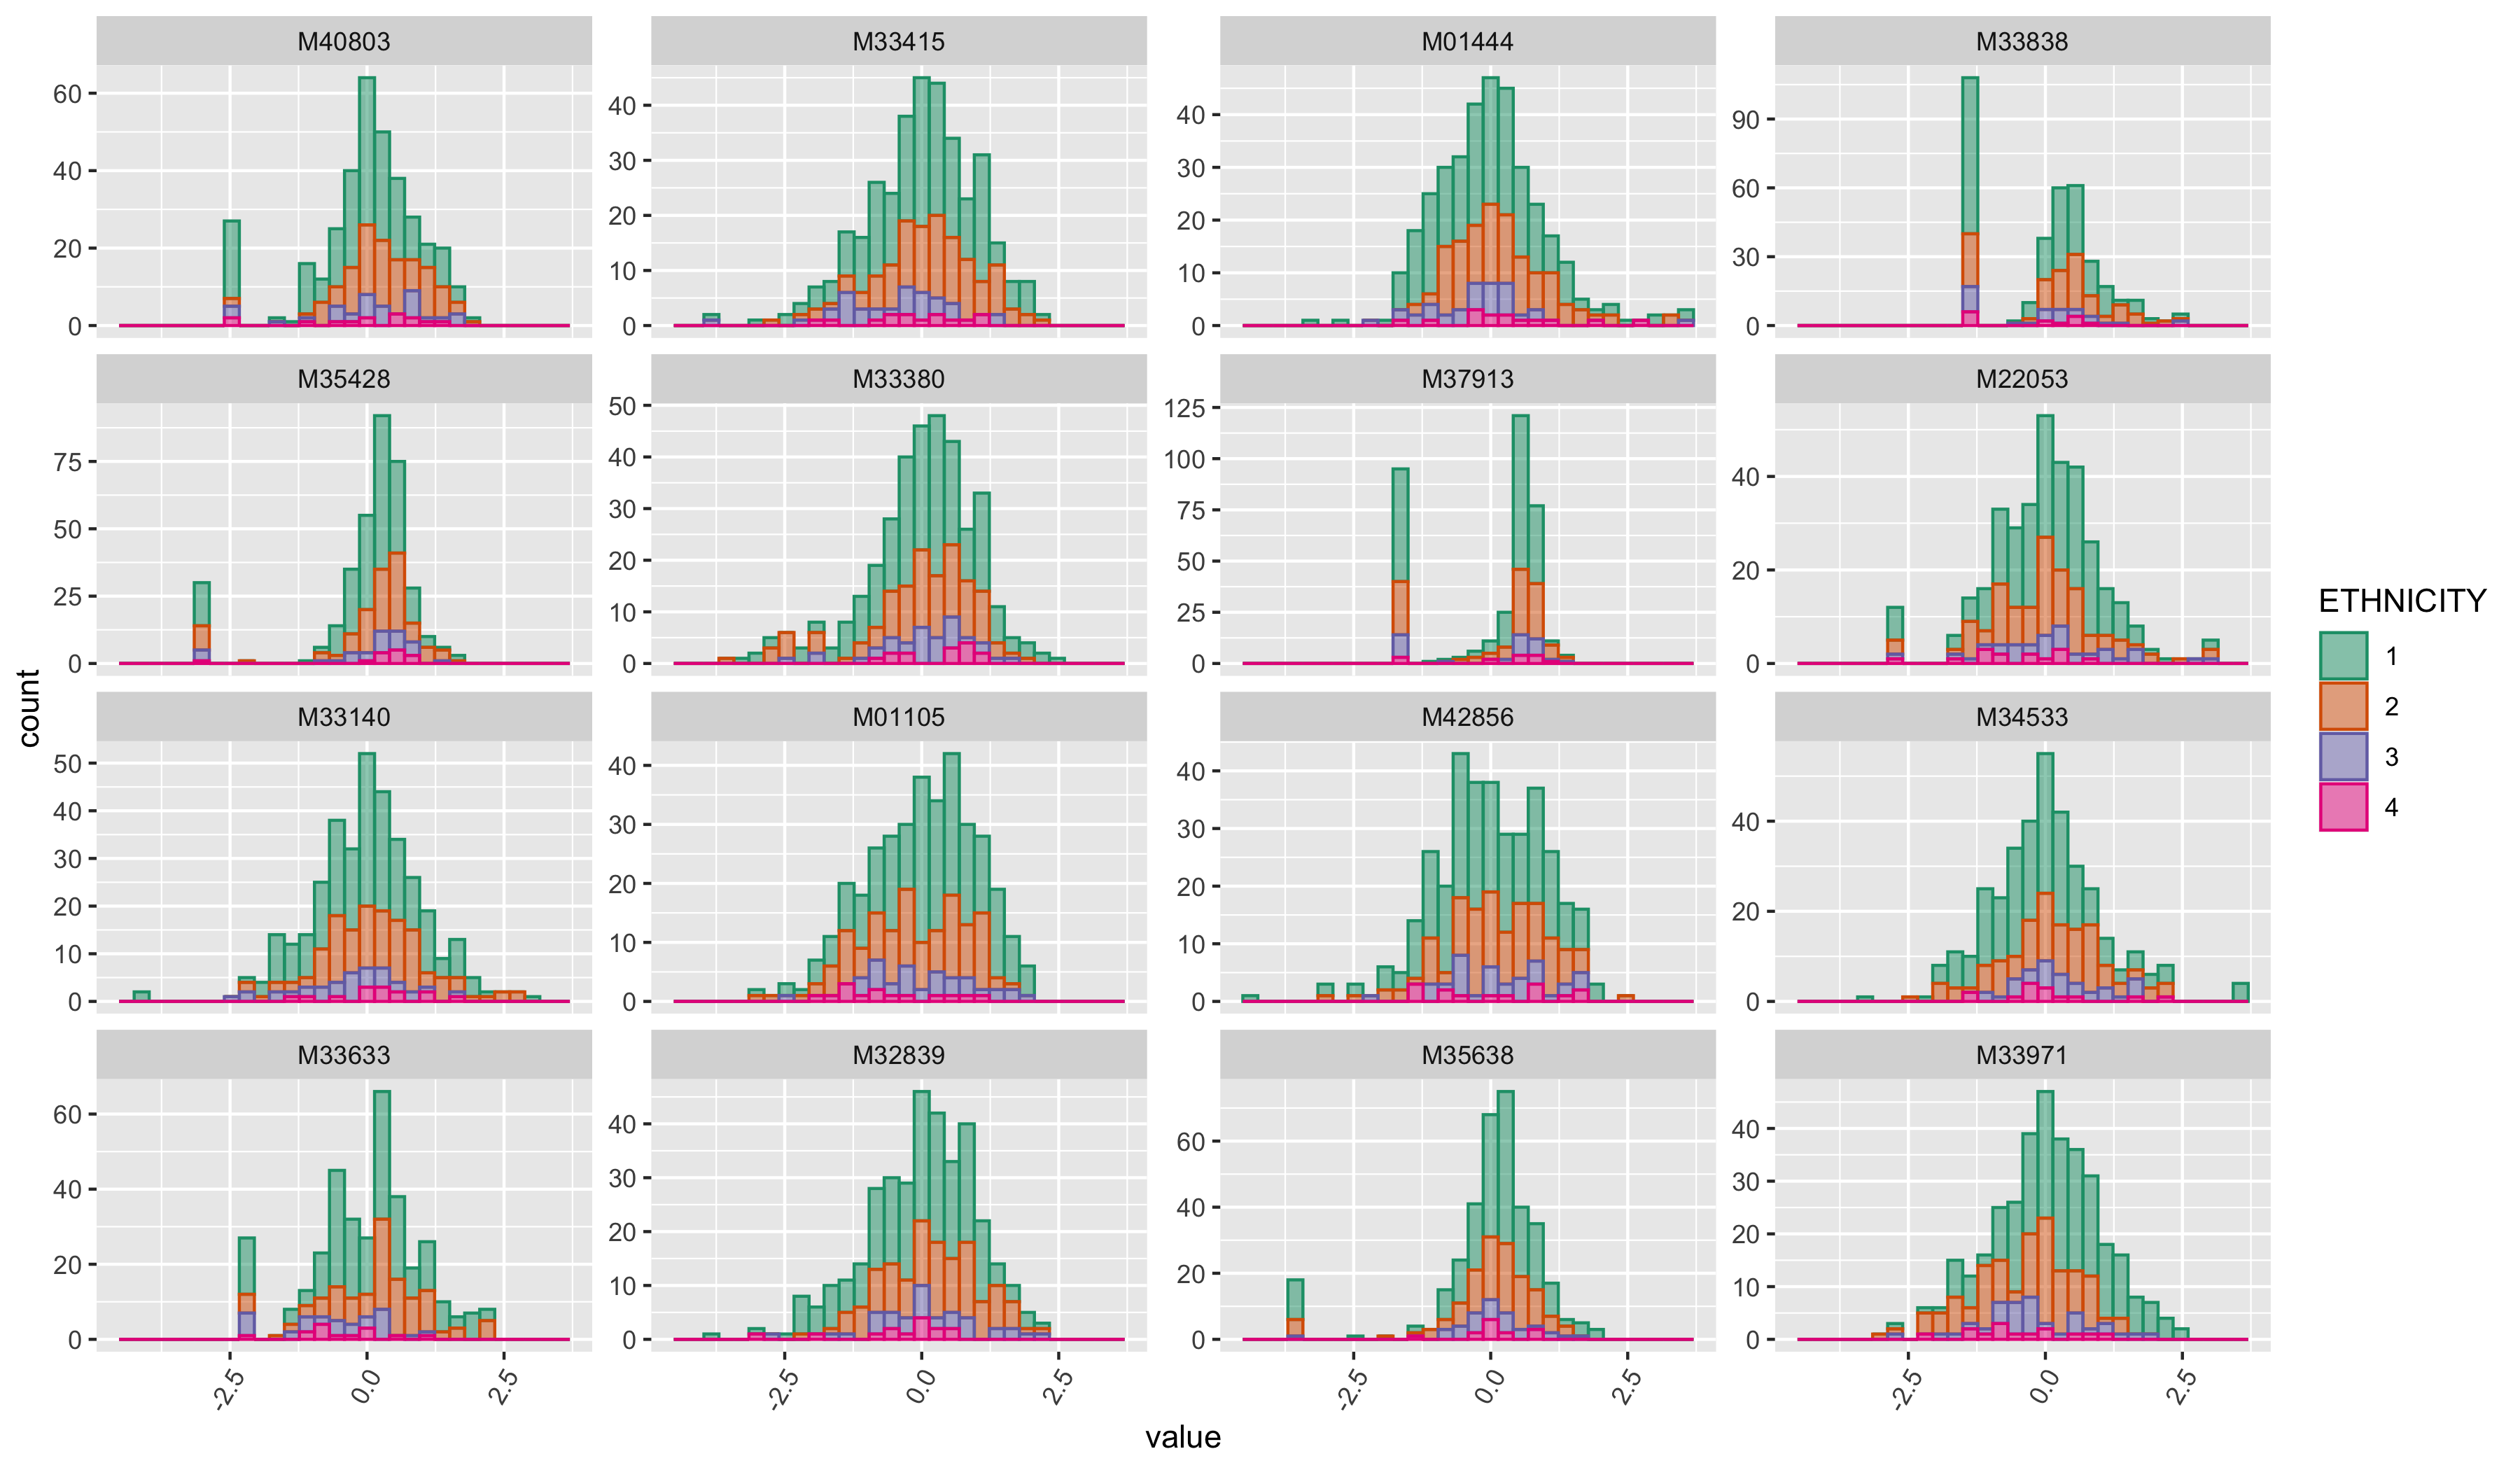 M40803 M33415 M01444 M33838
60 40 20 0
40 30 20 10 0
40 30 20 10 0
90 60 30 0
M35428 M33380 M37913 M22053
75 50 25 0
50 40 30 20 10 0
125 100 75 50 25 0
40 20 0
M33140 M01105 M42856 M34533
50 40 30 20 10 0
40 30 20 10 0
40 30 20 10 0
40 20 0
M33633 M32839 M35638 M33971
60 40 20 0
40 30 20 10 0
60 40 20 0
40 30 20 10 0
-2.5 0.0 2.5 -2.5 0.0 2.5 -2.5 0.0 2.5 -2.5 0.0 2.5
value
count
ETHNICITY
1
2
3
4